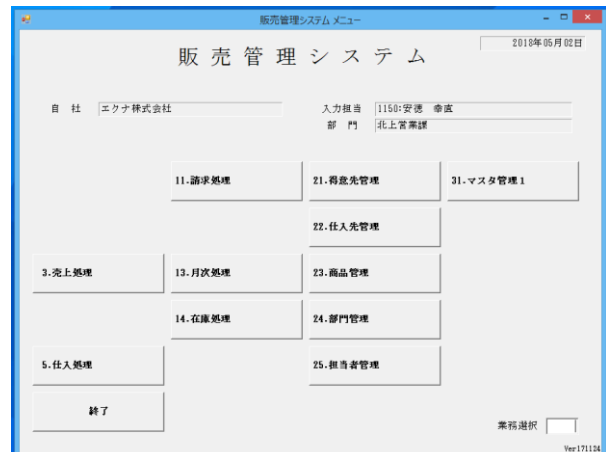 販売管理システム メニュー
2018年05月02日
販売管理システム
自 社 エクナ株式会社
入力担当 1150:安徳 幸直
部 門 北上営業課
11.請求処理 21.得意先管理 31.マスタ管理1
22.仕入先管理
3.売上処理 13.月次処理 23.商品管理
14.在庫処理 24.部門管理
5.仕入処理 25.担当者管理
終了
業務選択
Ver171124